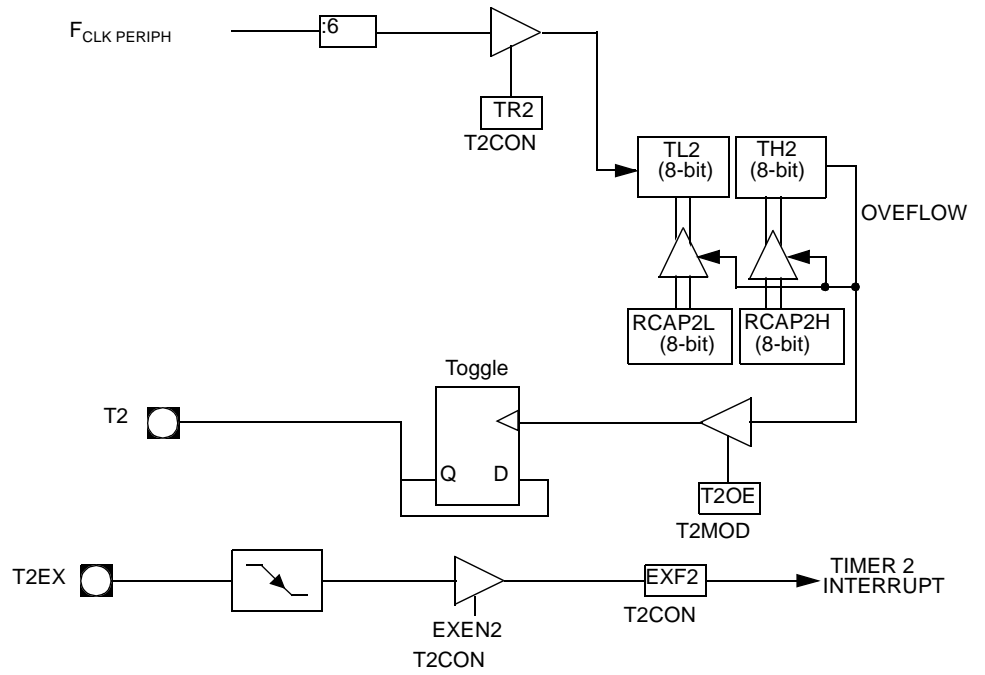 FCLK PERIPH
:6
TR2
T2CON
TL2
(8-bit)
TH2
(8-bit)
OVEFLOW
RCAP2L
(8-bit)
RCAP2H
(8-bit)
Toggle
T2
Q
D
T2OE
T2MOD
T2EX
EXEN2
T2CON
EXF2
T2CON
TIMER 2
INTERRUPT